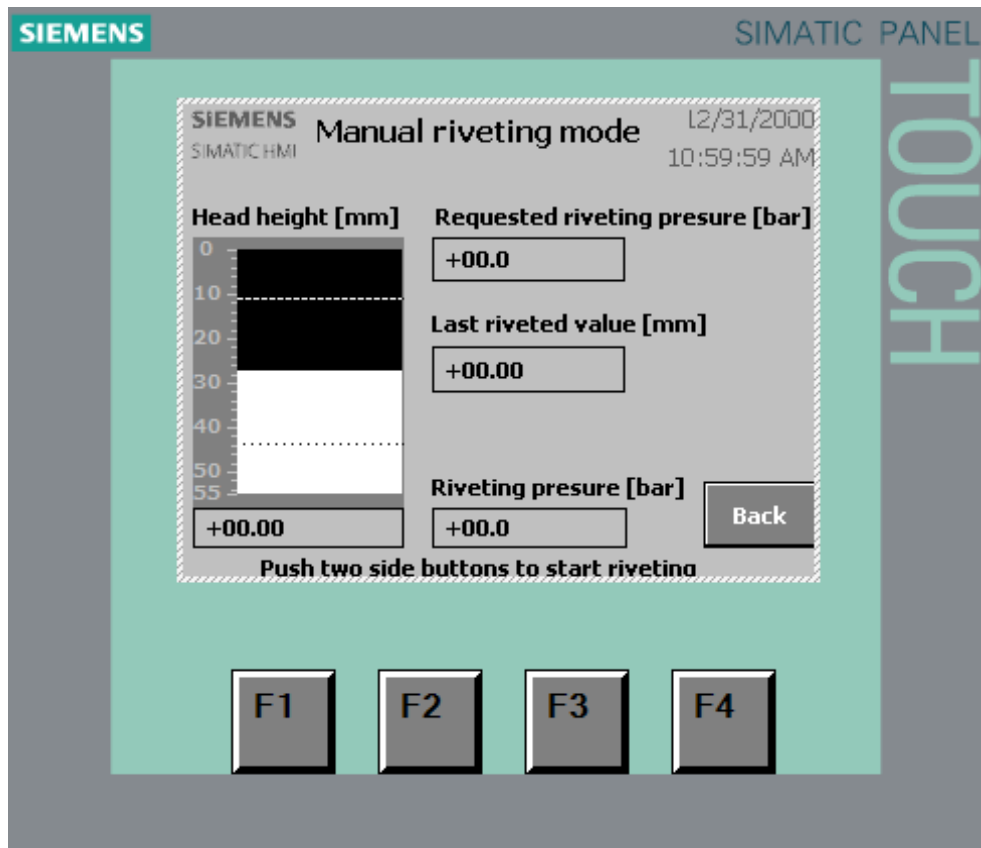 SIEMENS
SIMATIC PANEL
TOUCH
SIEMENS
SIMATIC HMI
Manual riveting mode
12/31/2000
10:59:59 AM
Head height [mm]
Requested riveting presure [bar]
0
10
20
30
40
50
55
+00.0
Last riveted value [mm]
+00.00
Riveting presure [bar]
+00.00
+00.0
Back
Push two side buttons to start riveting
F1
F2
F3
F4